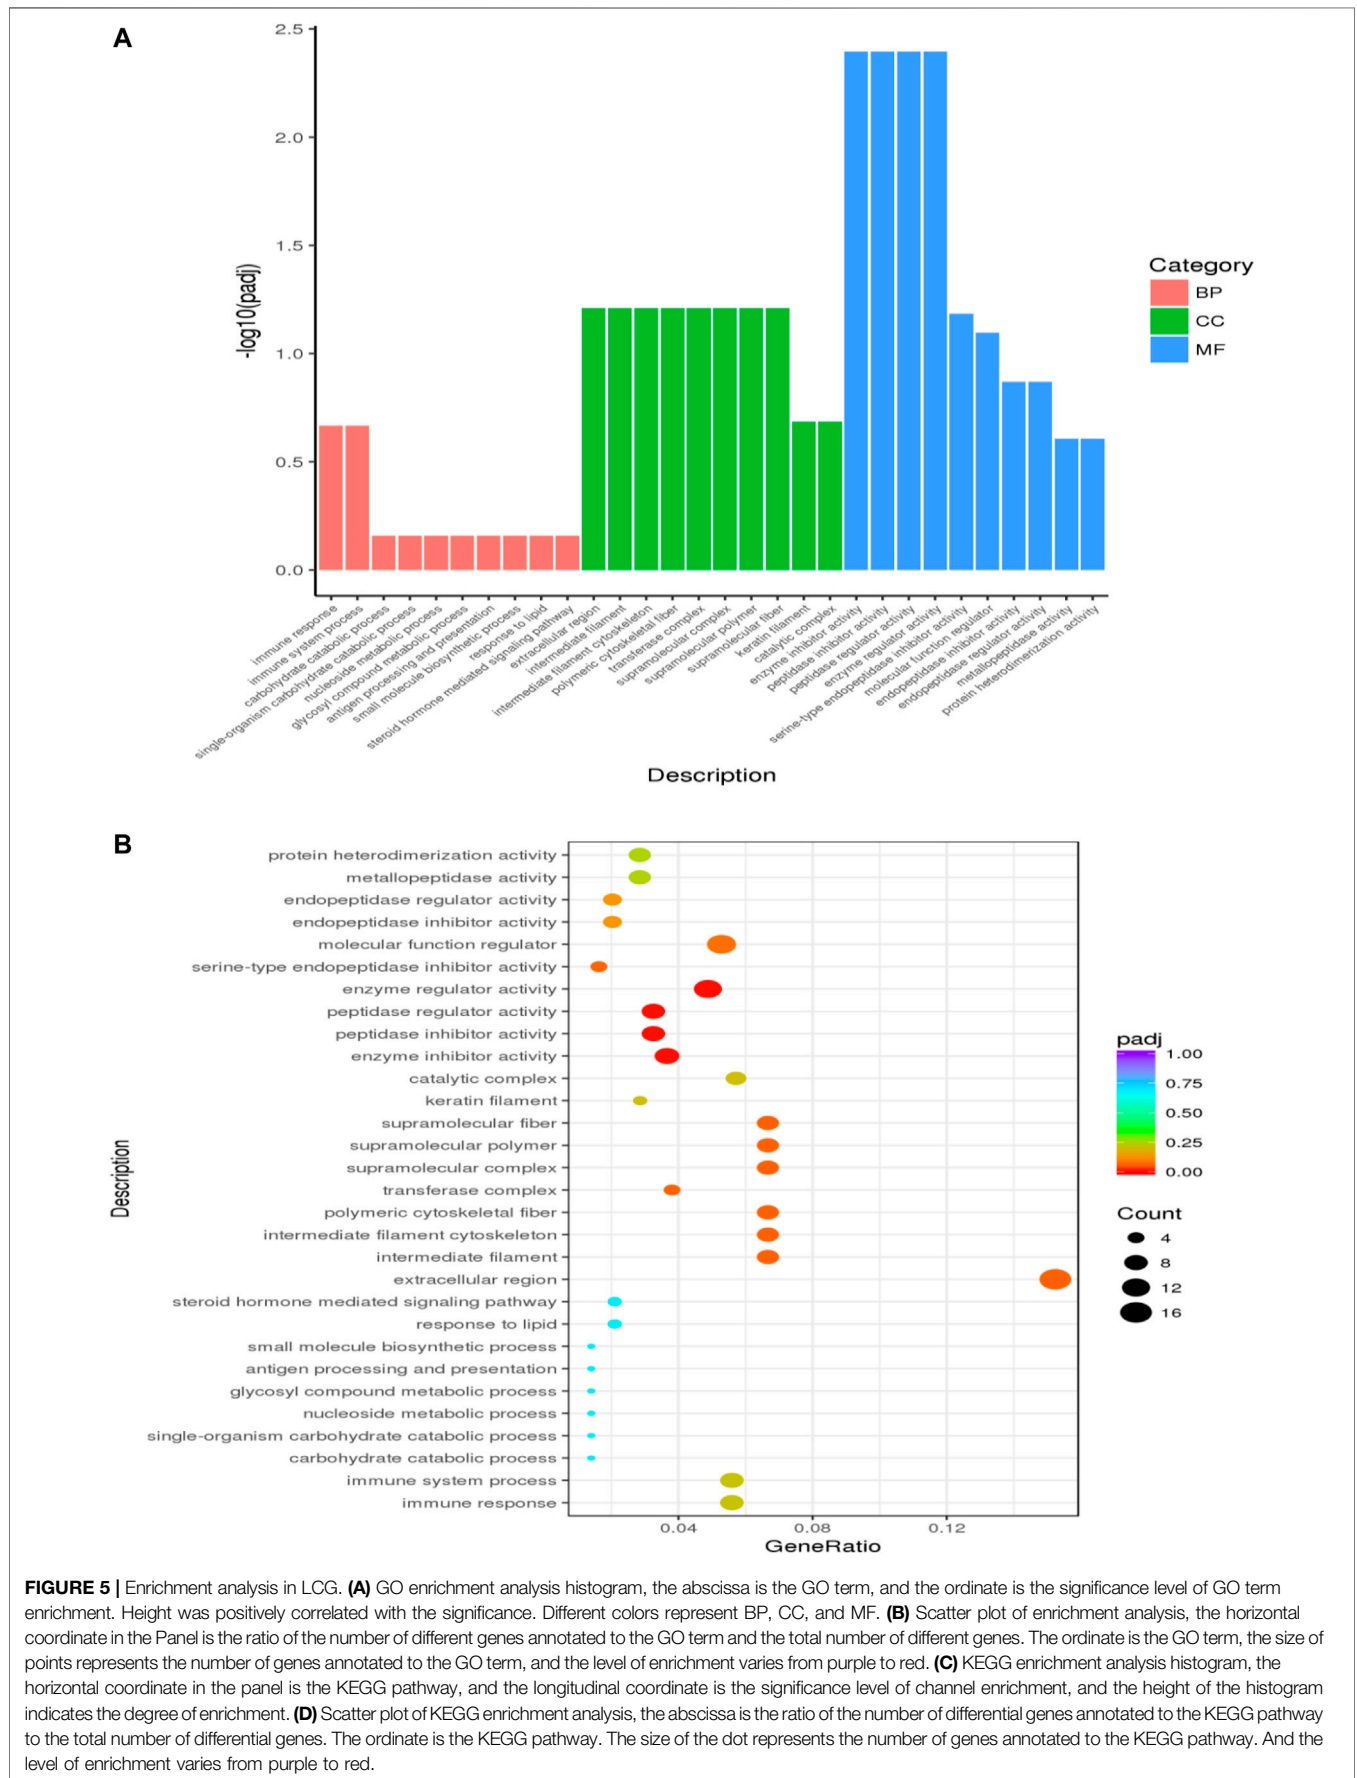 A
2.5
2.0
1.5
1.0
0.5
0.0
-log10(padj)
immune response
immune system process
carbohydrate catabolic process
single-organism carbohydrate catabolic process
nucleoside metabolic process
glycosyl compound metabolic process
antigen processing and presentation
small molecule biosynthetic process
response to lipid
steroid hormone mediated signaling pathway
extracellular region
intermediate filament
intermediate filament cytoskeleton
polymeric cytoskeletal fiber
transferase complex
supramolecular complex
supramolecular polymer
supramolecular fiber
keratin filament
catalytic complex
enzyme inhibitor activity
peptidase inhibitor activity
peptidase regulator activity
enzyme regulator activity
serine-type endopeptidase inhibitor activity
molecular function regulator
endopeptidase inhibitor activity
endopeptidase regulator activity
metallopeptidase activity
protein heterodimerization activity
Description
Category
BP
CC
MF
B
protein heterodimerization activity
metallopeptidase activity
endopeptidase regulator activity
endopeptidase inhibitor activity
molecular function regulator
serine-type endopeptidase inhibitor activity
enzyme regulator activity
peptidase regulator activity
peptidase inhibitor activity
enzyme inhibitor activity
catalytic complex
keratin filament
supramolecular fiber
supramolecular polymer
supramolecular complex
transferase complex
polymeric cytoskeletal fiber
intermediate filament cytoskeleton
intermediate filament
extracellular region
steroid hormone mediated signaling pathway
response to lipid
small molecule biosynthetic process
antigen processing and presentation
glycosyl compound metabolic process
nucleoside metabolic process
single-organism carbohydrate catabolic process
carbohydrate catabolic process
immune system process
immune response
Description
0.04
0.08
0.12
GeneRatio
padj
1.00
0.75
0.50
0.25
0.00
Count
4
8
12
16
FIGURE 5 | Enrichment analysis in LCG. (A) GO enrichment analysis histogram, the abscissa is the GO term, and the ordinate is the significance level of GO term
enrichment. Height was positively correlated with the significance. Different colors represent BP, CC, and MF. (B) Scatter plot of enrichment analysis, the horizontal
coordinate in the Panel is the ratio of the number of different genes annotated to the GO term and the total number of different genes. The ordinate is the GO term, the size of
points represents the number of genes annotated to the GO term, and the level of enrichment varies from purple to red. (C) KEGG enrichment analysis histogram, the
horizontal coordinate in the panel is the KEGG pathway, and the longitudinal coordinate is the significance level of channel enrichment, and the height of the histogram
indicates the degree of enrichment. (D) Scatter plot of KEGG enrichment analysis, the abscissa is the ratio of the number of differential genes annotated to the KEGG pathway
to the total number of differential genes. The ordinate is the KEGG pathway. The size of the dot represents the number of genes annotated to the KEGG pathway. And the
level of enrichment varies from purple to red.